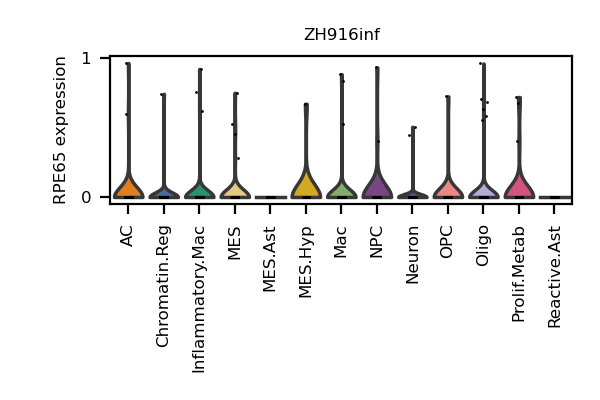 ZH916inf
RPE65 expression
1
0
AC
Chromatin.Reg
Inflammatory.Mac
MES
MES.Ast
MES.Hyp
Mac
NPC
Neuron
OPC
Oligo
Prolif.Metab
Reactive.Ast